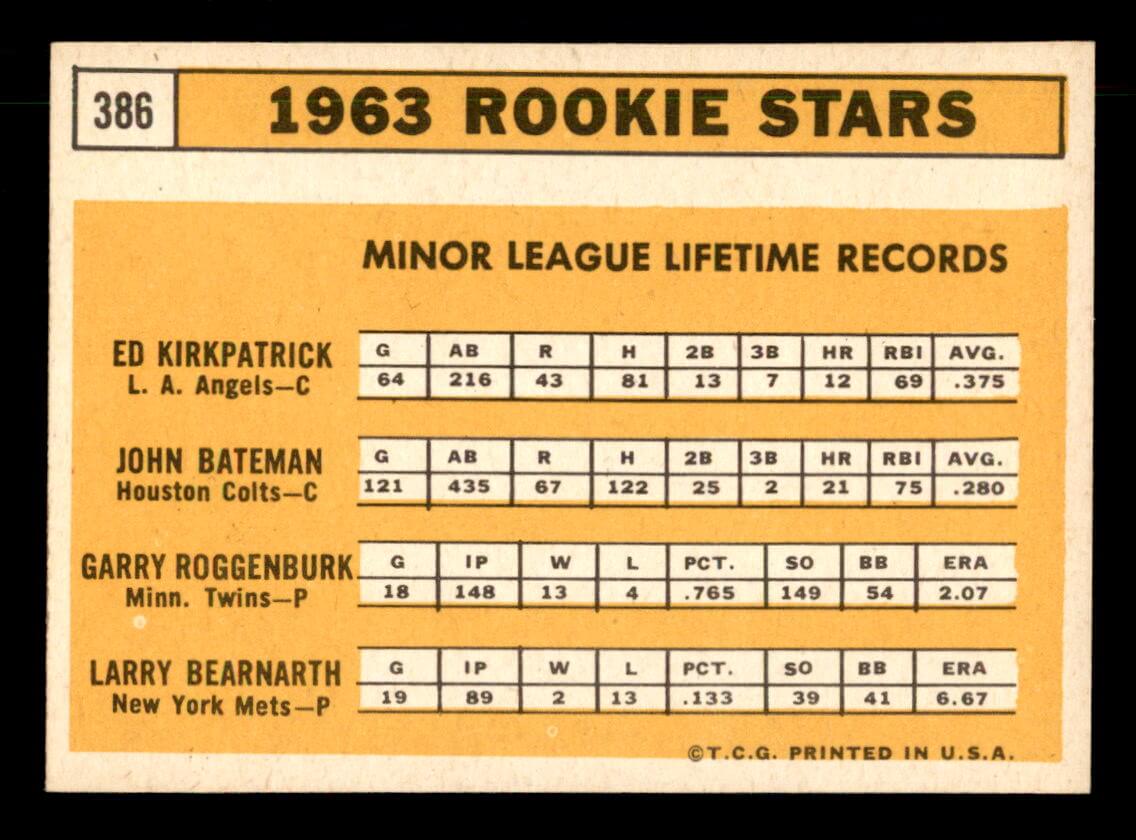 386 1963 ROOKIE STARS
MINOR LEAGUE LIFETIME RECORDS
ED KIRKPATRICK G AB R H 2B 3B HR RBI AVG.
L. A. Angels—C 64 216 43 81 13 7 12 69 .375
JOHN BATEMAN G AB R H 2B 3B HR RBI AVG.
Houston Colts—C 121 435 67 122 25 2 21 75 .280
GARRY ROGGENBURK G IP W L PCT. SO BB ERA
Minn. Twins—P 18 148 13 4 .765 149 54 2.07
LARRY BEARNARTH G IP W L PCT. SO BB ERA
New York Mets—P 19 89 2 13 .133 39 41 6.67
©T.C.G. PRINTED IN U.S.A.